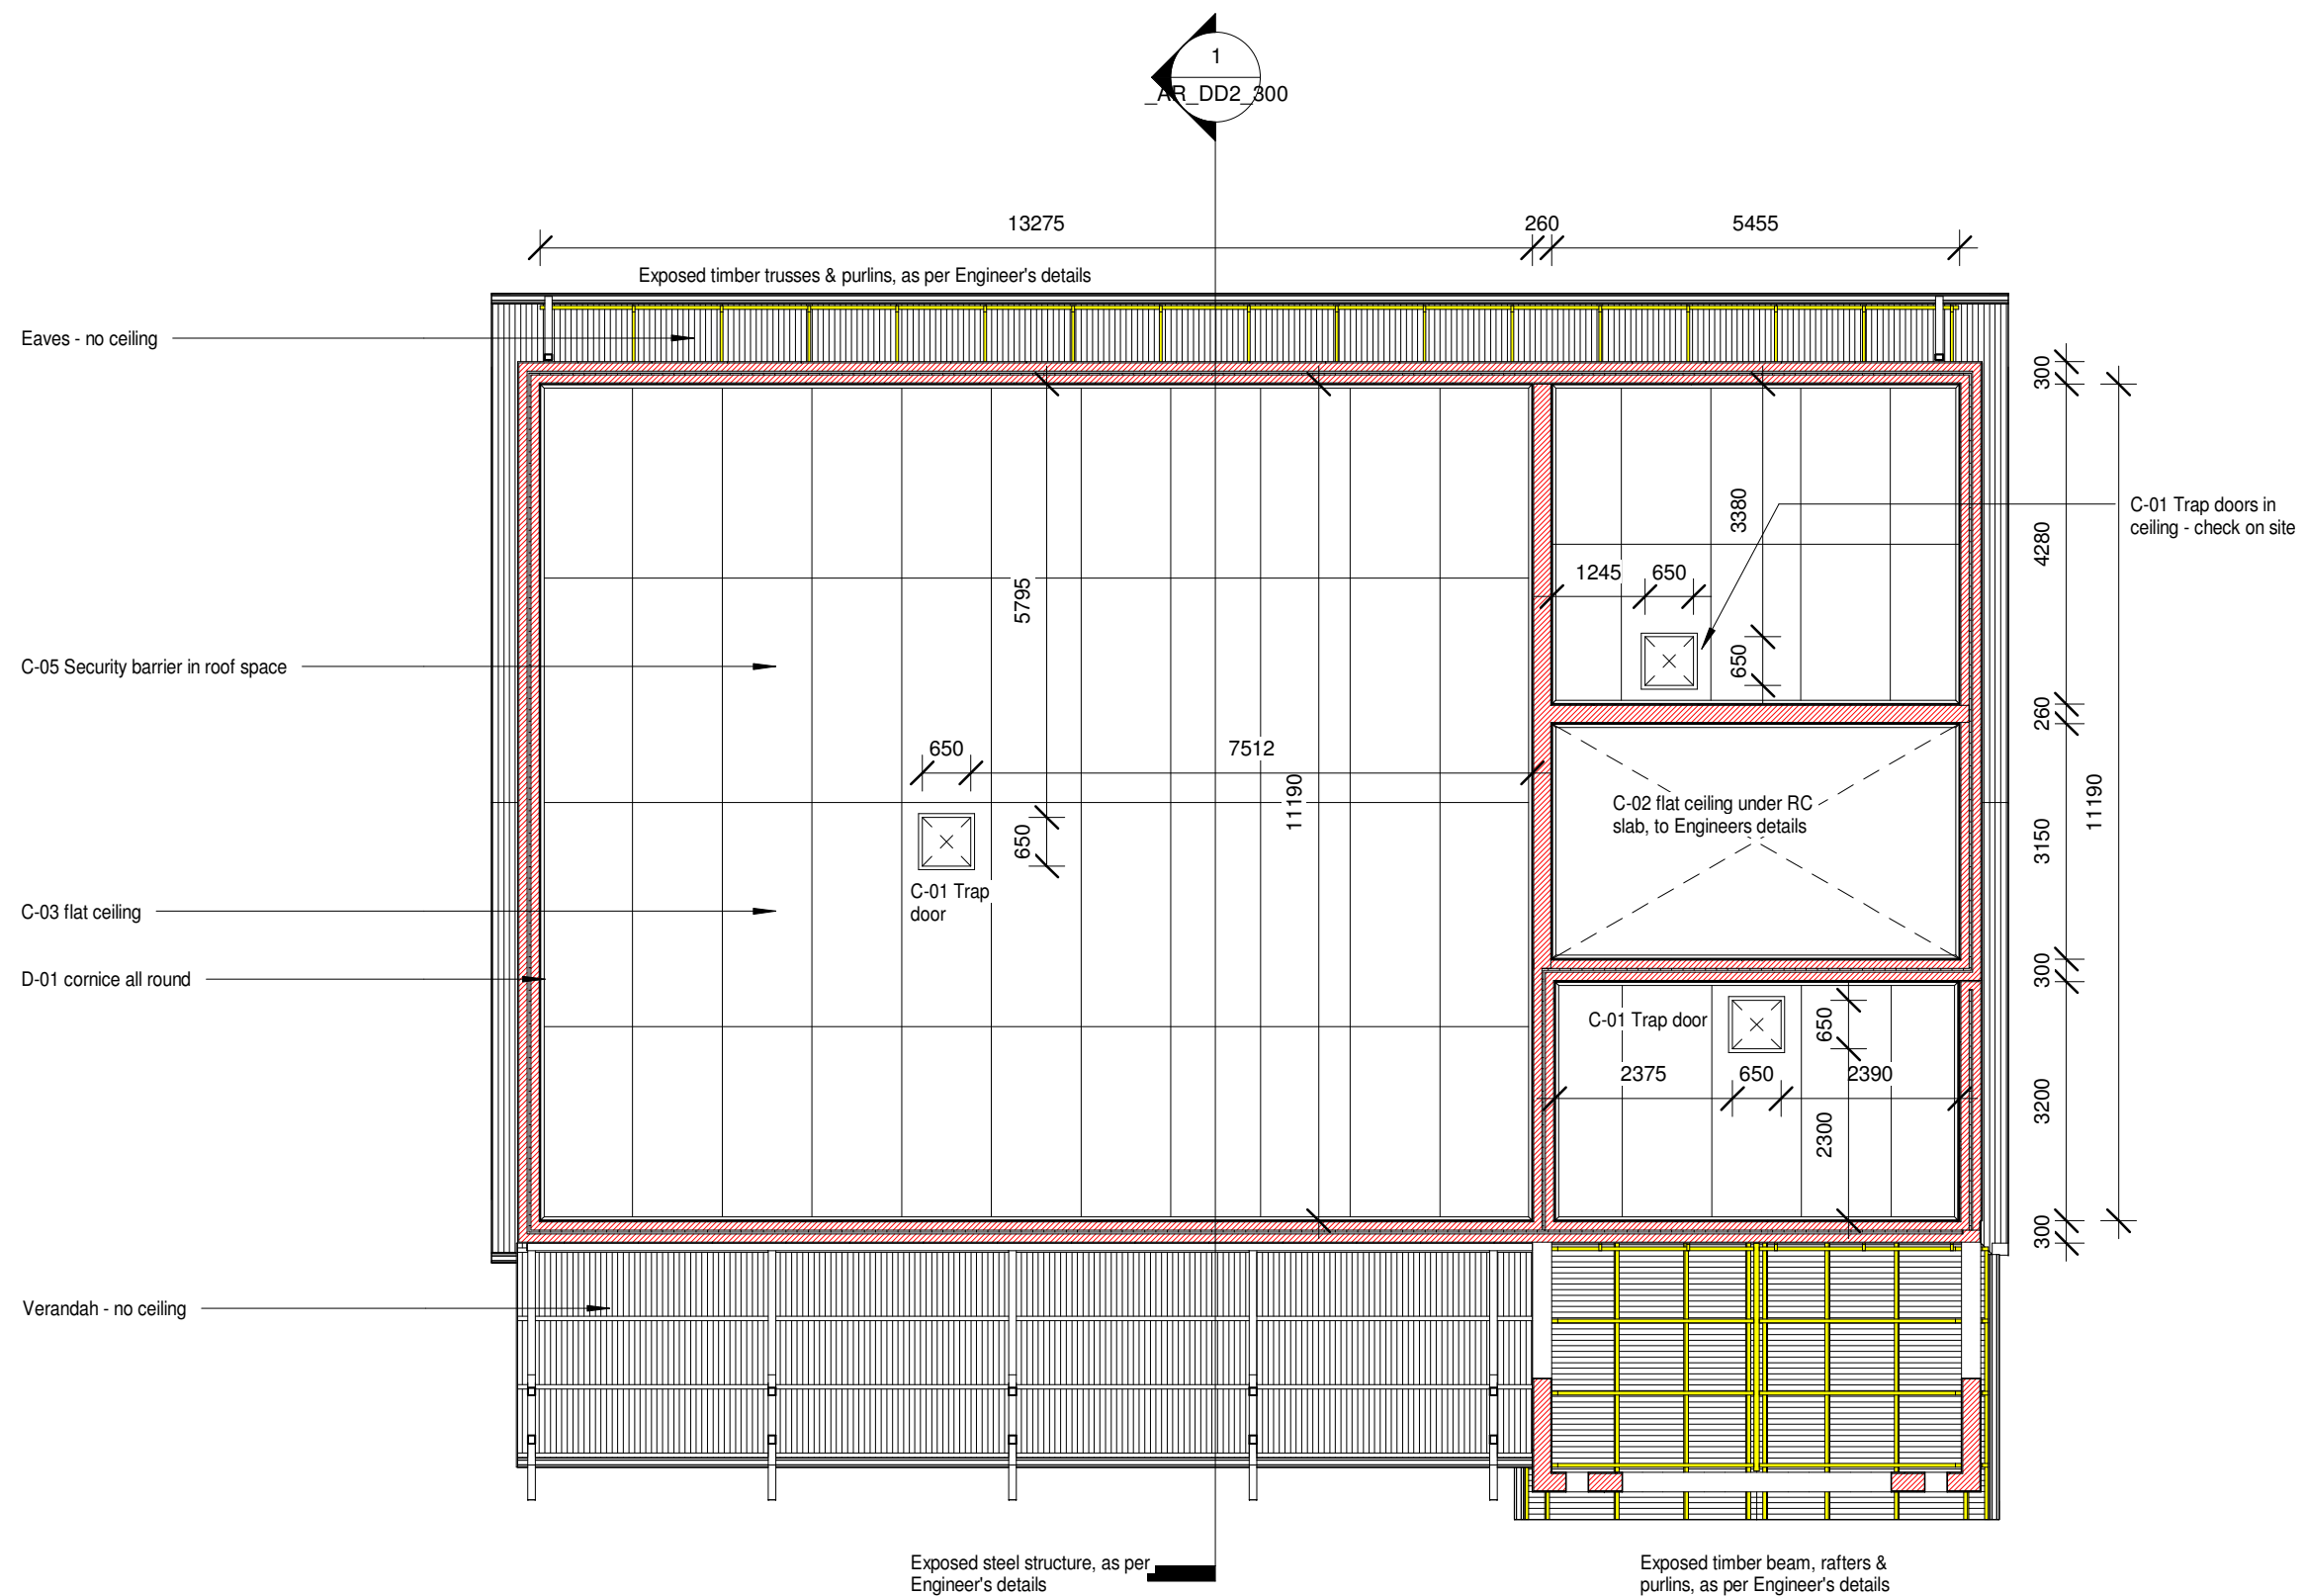 1
_AR_DD2_300
13275
260
5455
Exposed timber trusses & purlins, as per Engineer's details
Eaves - no ceiling
300
3380
C-01 Trap doors in
ceiling - check on site
4280
1245
650
5795
650
C-05 Security barrier in roof space
260
650
7512
11190
11190
C-02 flat ceiling under RC
slab, to Engineers details
650
3150
C-01 Trap
door
C-03 flat ceiling
D-01 cornice all round
300
C-01 Trap door
650
2375
650
2390
3200
2300
300
Verandah - no ceiling
Exposed steel structure, as per
Engineer's details
Exposed timber beam, rafters &
purlins, as per Engineer's details